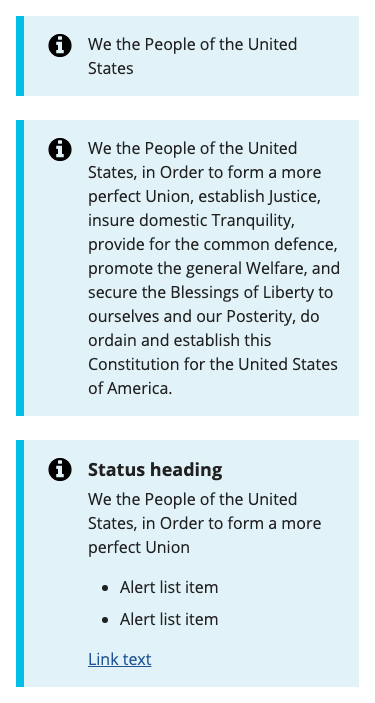 We the People of the United
States
We the People of the United
States, in Order to form a more
perfect Union, establish Justice,
insure domestic Tranquility,
provide for the common defence,
promote the general Welfare, and
secure the Blessings of Liberty to
ourselves and our Posterity, do
ordain and establish this
Constitution for the United States
of America.
Status heading
We the People of the United
States, in Order to form a more
perfect Union
• Alert list item
• Alert list item
Link text